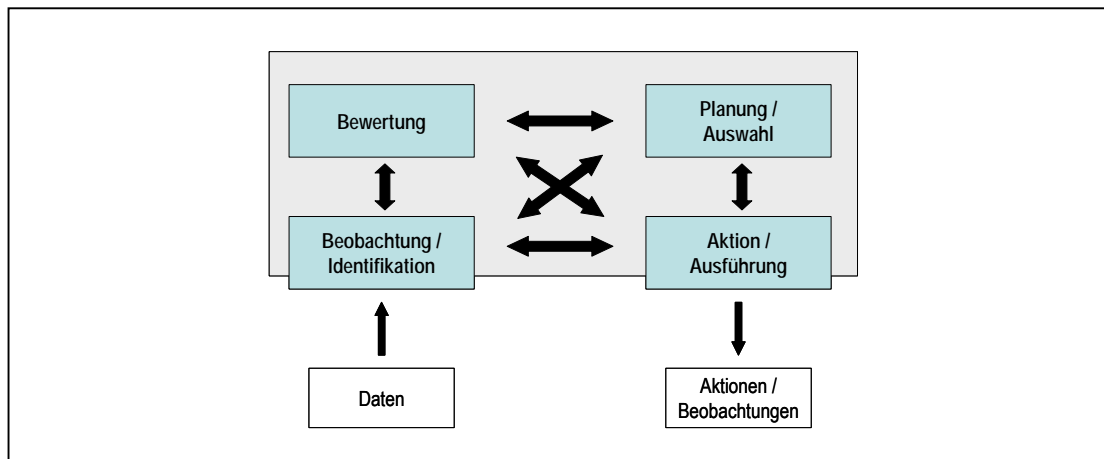 Bewertung
Planung /
Auswahl
Beobachtung /
Identifikation
Aktion /
Ausführung
Daten
Aktionen /
Beobachtungen